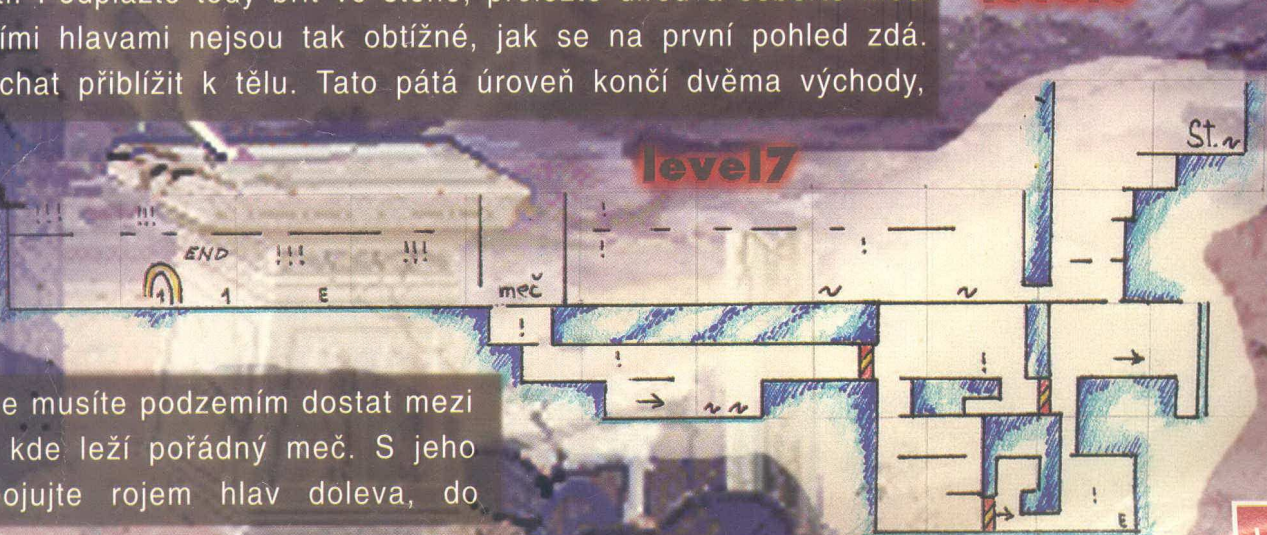 ími hlavami nejsou tak obtížné, jak se na první pohled zdá.
chat přiblížit k tělu. Tato pátá úroveň končí dvěma východy,
level7
St. ~
!!! !!! ! !
END !!! !!! !
1 1 E meč ~ ~
!
! ! →
→ ~ ~
e musíte podzemím dostat mezi
kde leží pořádný meč. S jeho
ojujte rojem hlav doleva, do
→ ! E